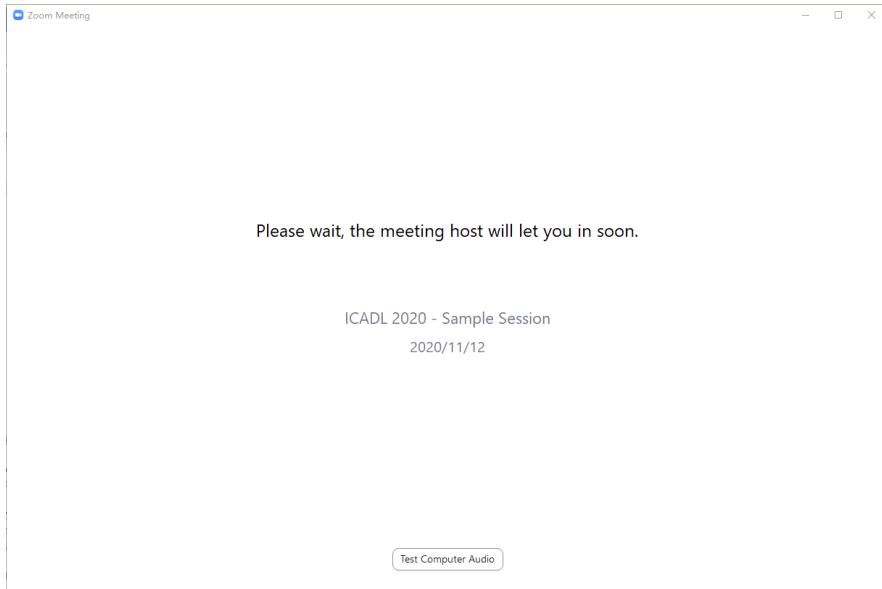 Zoom Meeting
Please wait, the meeting host will let you in soon.
ICADL 2020 - Sample Session
2020/11/12
Test Computer Audio